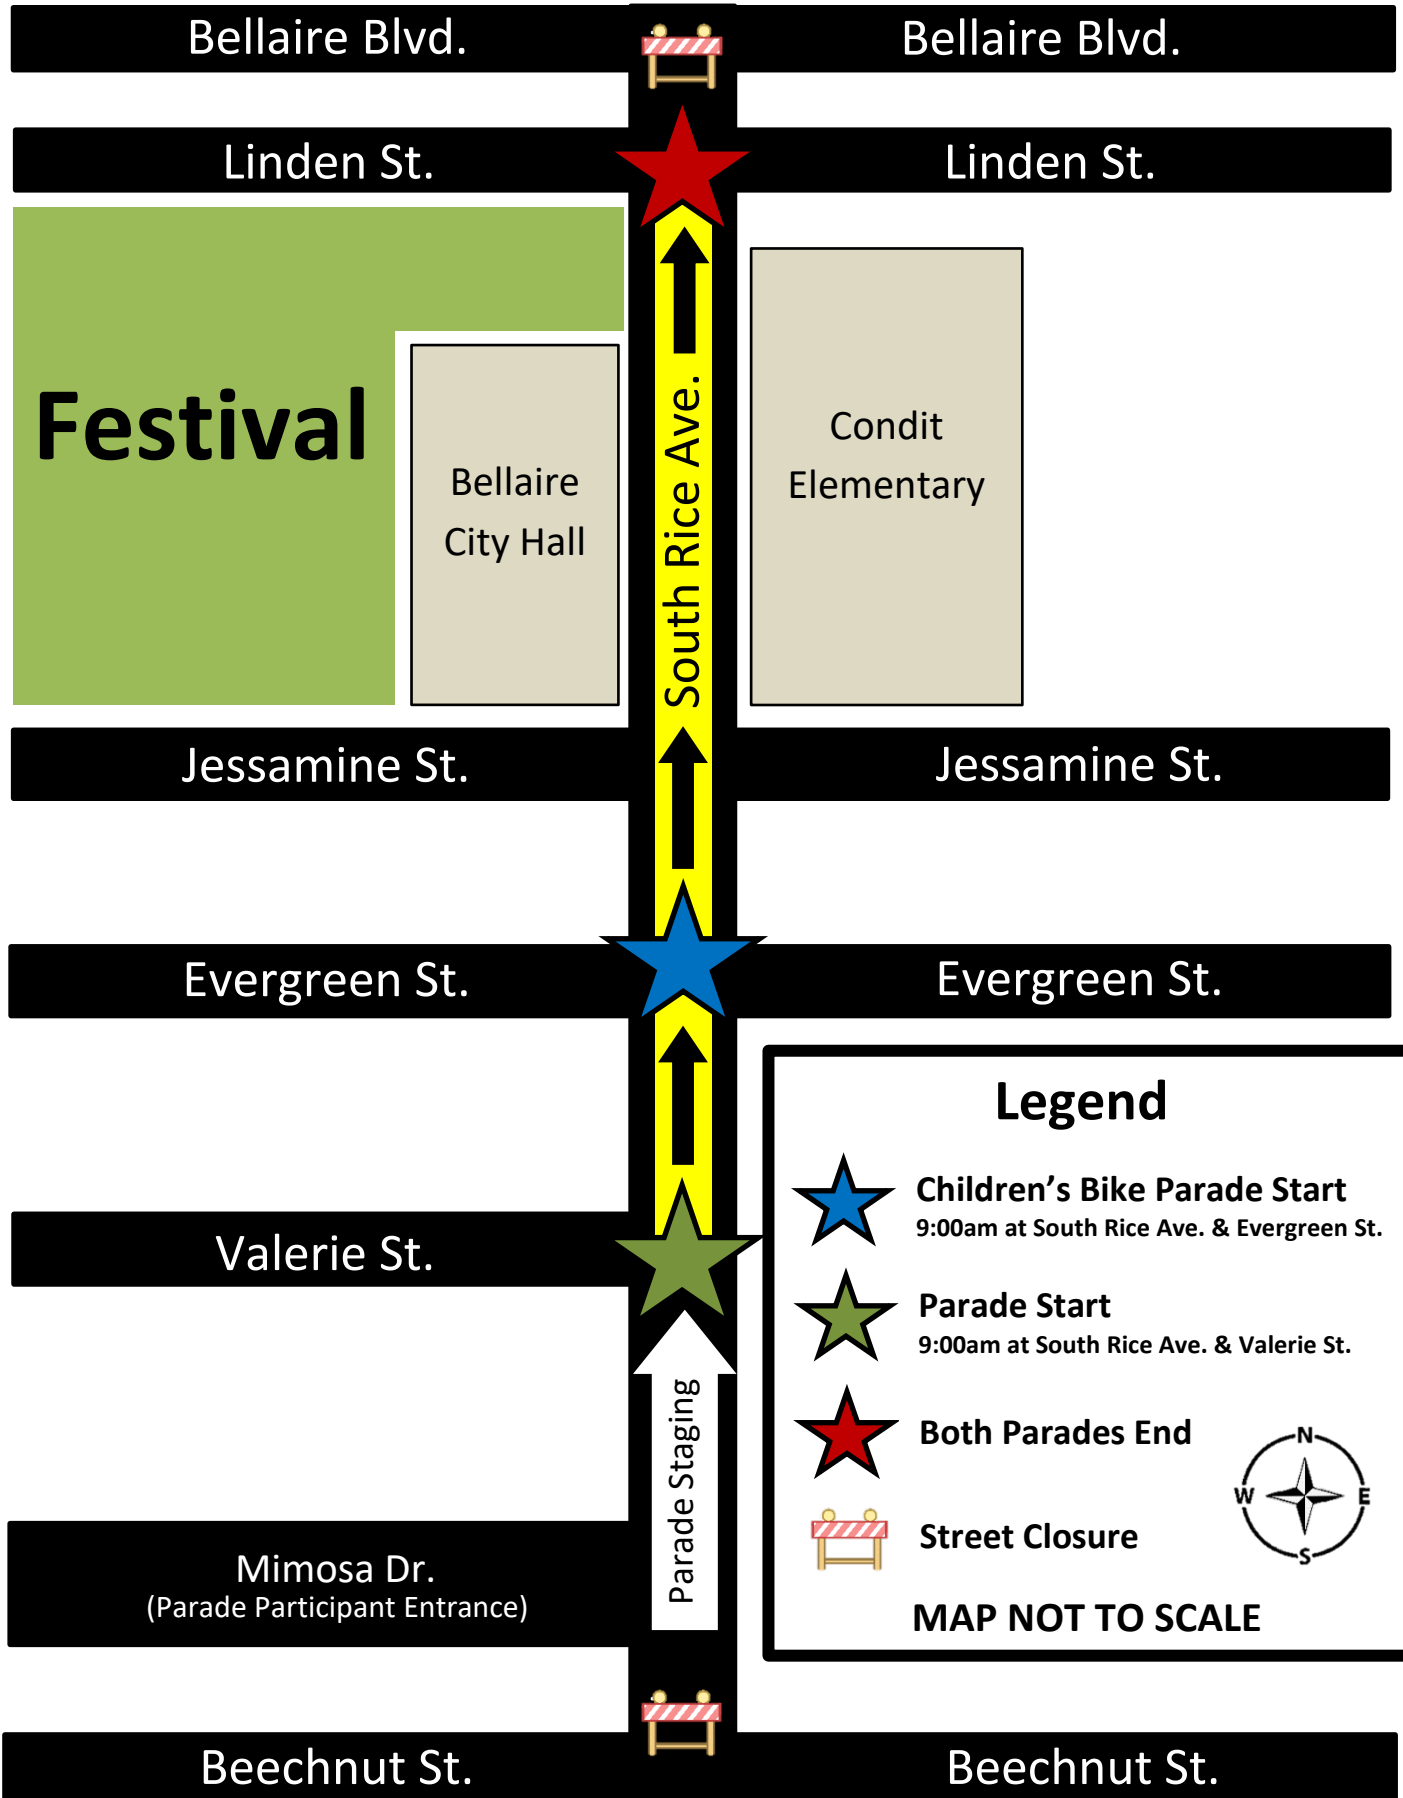 Bellaire Blvd.
Bellaire Blvd.
Linden St.
Linden St.
Festival
Bellaire
City Hall
South Rice Ave.
Condit
Elementary
Jessamine St.
Jessamine St.
Evergreen St.
Evergreen St.
Valerie St.
Parade Staging
Mimosa Dr.
(Parade Participant Entrance)
Beechnut St.
Beechnut St.
Legend
Children’s Bike Parade Start
9:00am at South Rice Ave. & Evergreen St.
Parade Start
9:00am at South Rice Ave. & Valerie St.
Both Parades End
Street Closure
N
W
E
S
MAP NOT TO SCALE